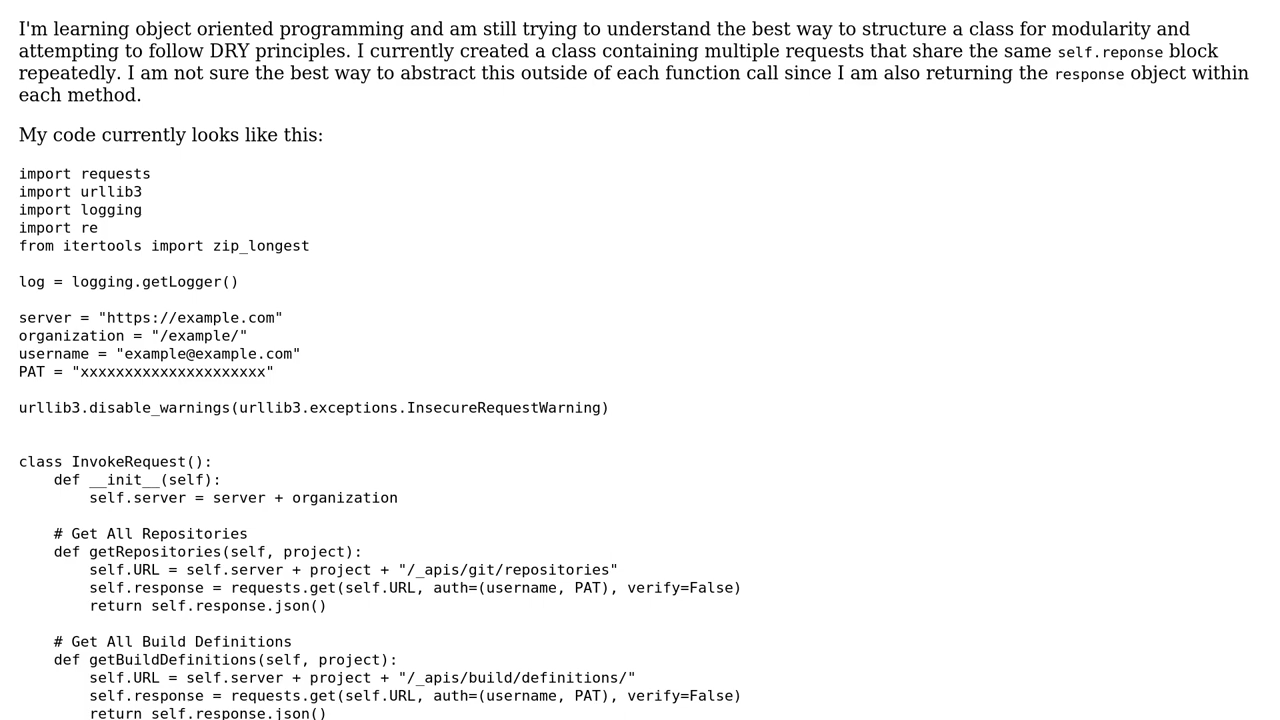 I'm learning object oriented programming and am still trying to understand the best way to structure a class for modularity and
attempting to follow DRY principles. I currently created a class containing multiple requests that share the same self.reponse block
repeatedly. I am not sure the best way to abstract this outside of each function call since I am also returning the response object within
each method.

My code currently looks like this:

import requests
import urllib3
import logging
import re
from itertools import zip_longest

log = logging.getLogger()

server = "https://example.com"
organization = "/example/"
username = "example@example.com"
PAT = "xxxxxxxxxxxxxxxxxxxxx"

urllib3.disable_warnings(urllib3.exceptions.InsecureRequestWarning)


class InvokeRequest():
    def __init__(self):
        self.server = server + organization

    # Get All Repositories
    def getRepositories(self, project):
        self.URL = self.server + project + "/_apis/git/repositories"
        self.response = requests.get(self.URL, auth=(username, PAT), verify=False)
        return self.response.json()

    # Get All Build Definitions
    def getBuildDefinitions(self, project):
        self.URL = self.server + project + "/_apis/build/definitions/"
        self.response = requests.get(self.URL, auth=(username, PAT), verify=False)
        return self.response.json()